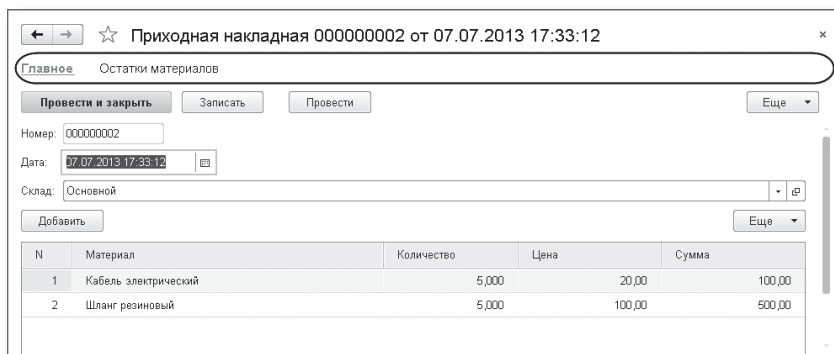 Приходная накладная 000000002 от 07.07.2013 17:33:12
Главное Остатки материалов
Провести и закрыть Записать Провести Еще
Номер: 000000002
Дата: 07.07.2013 17:33:12
Склад: Основной
Добавить Еще
N Материал Количество Цена Сумма
1 Кабель электрический 5,000 20,00 100,00
2 Шланг резиновый 5,000 100,00 500,00